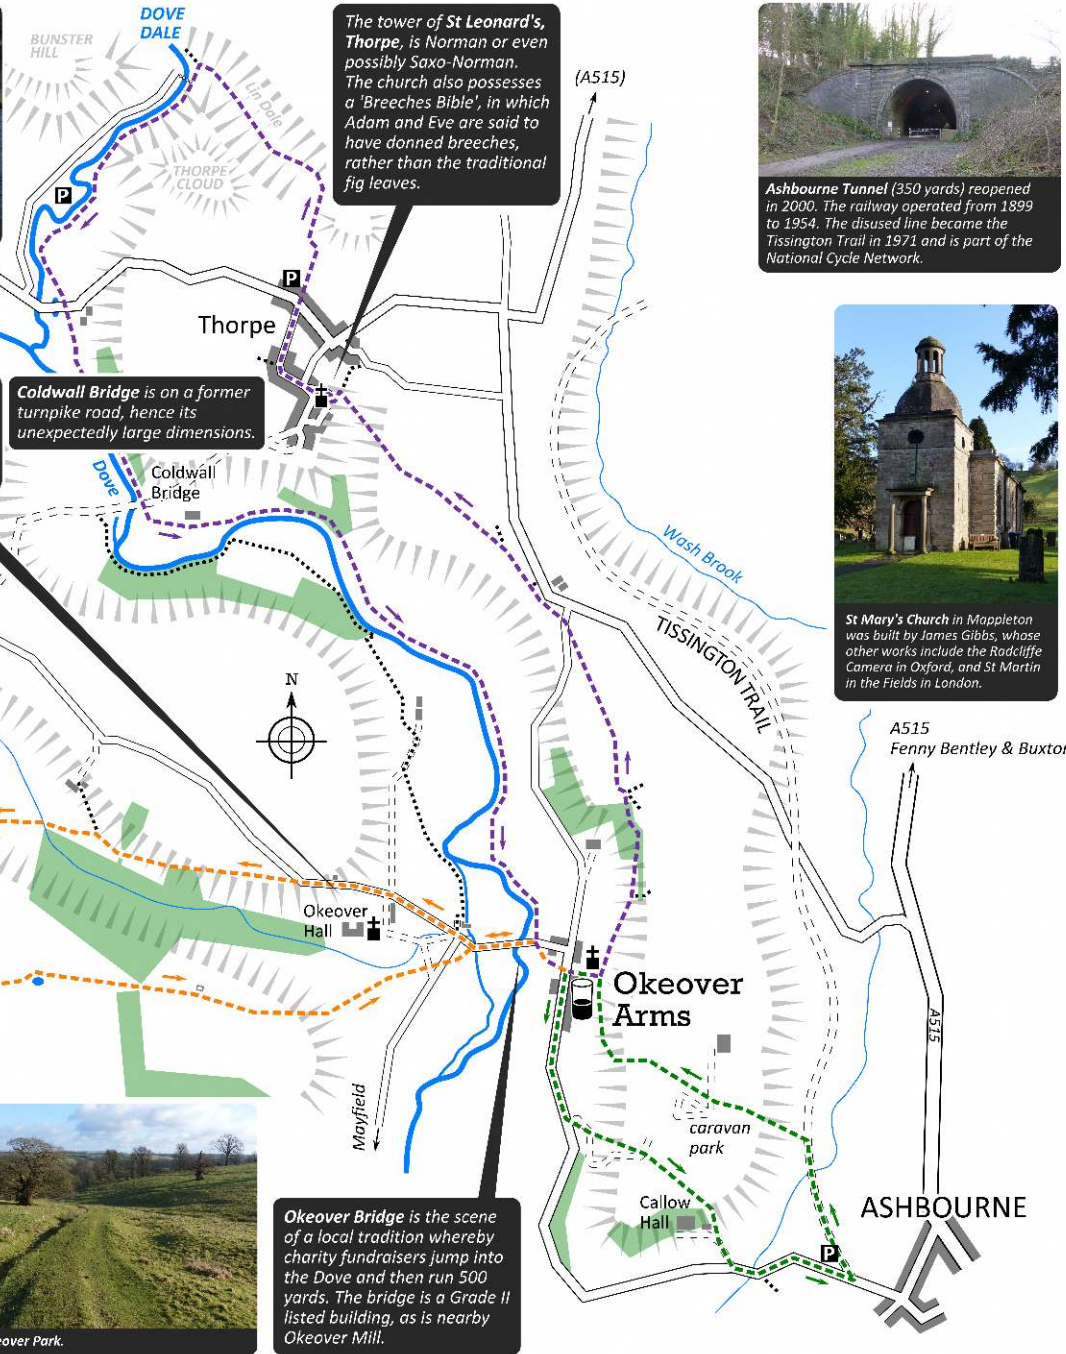 DOVE
DALE
BUNSTER
HILL
Lin Dale
THORPE
CLOUD
P
The tower of St Leonard's,
Thorpe, is Norman or even
possibly Saxo-Norman.
The church also possesses
a 'Breeches Bible', in which
Adam and Eve are said to
have donned breeches,
rather than the traditional
fig leaves.
(A515)
Ashbourne Tunnel (350 yards) reopened
in 2000. The railway operated from 1899
to 1954. The disused line became the
Tissington Trail in 1971 and is part of the
National Cycle Network.
P
Thorpe
Coldwall Bridge is on a former
turnpike road, hence its
unexpectedly large dimensions.
Dove
Coldwall
Bridge
Wash Brook
TISSINGTON TRAIL
St Mary's Church in Mappleton
was built by James Gibbs, whose
other works include the Radcliffe
Camera in Oxford, and St Martin
in the Fields in London.
N
A515
Fenny Bentley & Buxton
Okeover
Hall
Okeover
Arms
A515
Mayfield
caravan
park
Callow
Hall
ASHBOURNE
P
Okeover Bridge is the scene
of a local tradition whereby
charity fundraisers jump into
the Dove and then run 500
yards. The bridge is a Grade II
listed building, as is nearby
Okeover Mill.
eover Park.